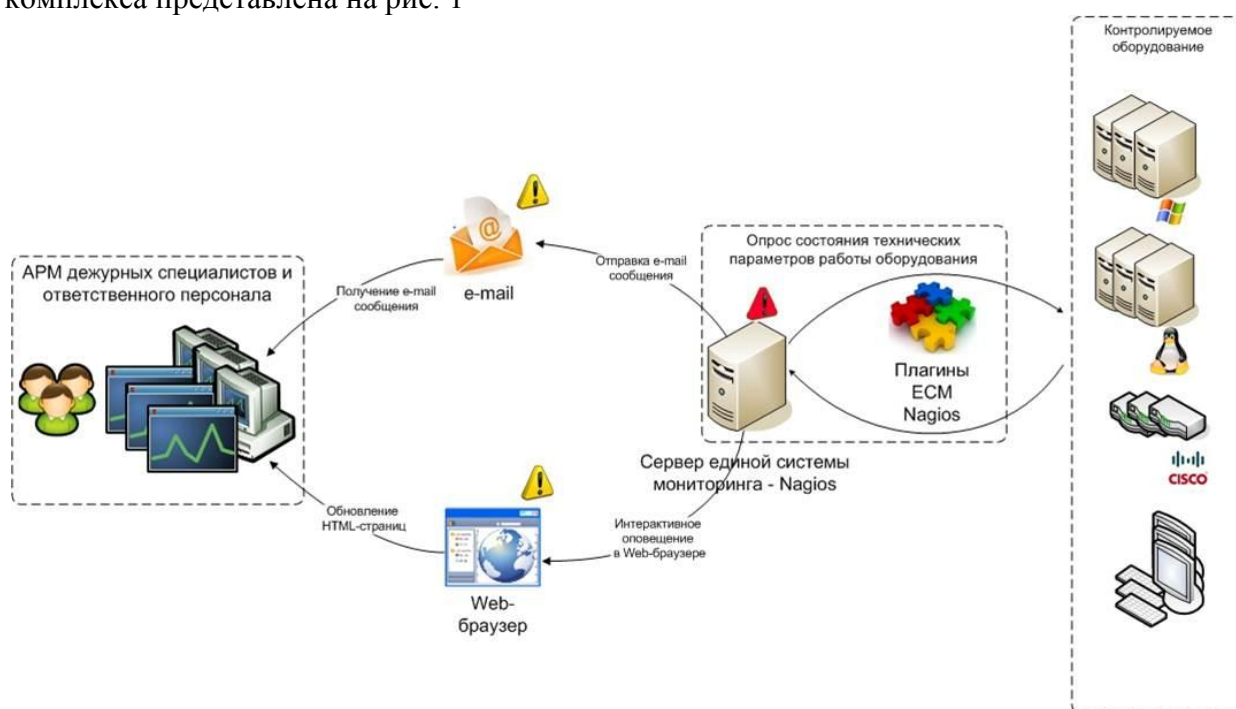 комплекса представлена на рис. 1
Контролируемое
оборудование
Опрос состояния технических
параметров работы оборудования
АРМ дежурных специалистов и
ответственного персонала
Отправка e-mail
сообщения
Получение e-mail
сообщения
@
e-mail
Плагины
ЕСМ
Nagios
Сервер единой системы
мониторинга - Nagios
CISCO
Обновление
HTML-страниц
Интерактивное
оповещение
в Web-браузере
Web-
браузер